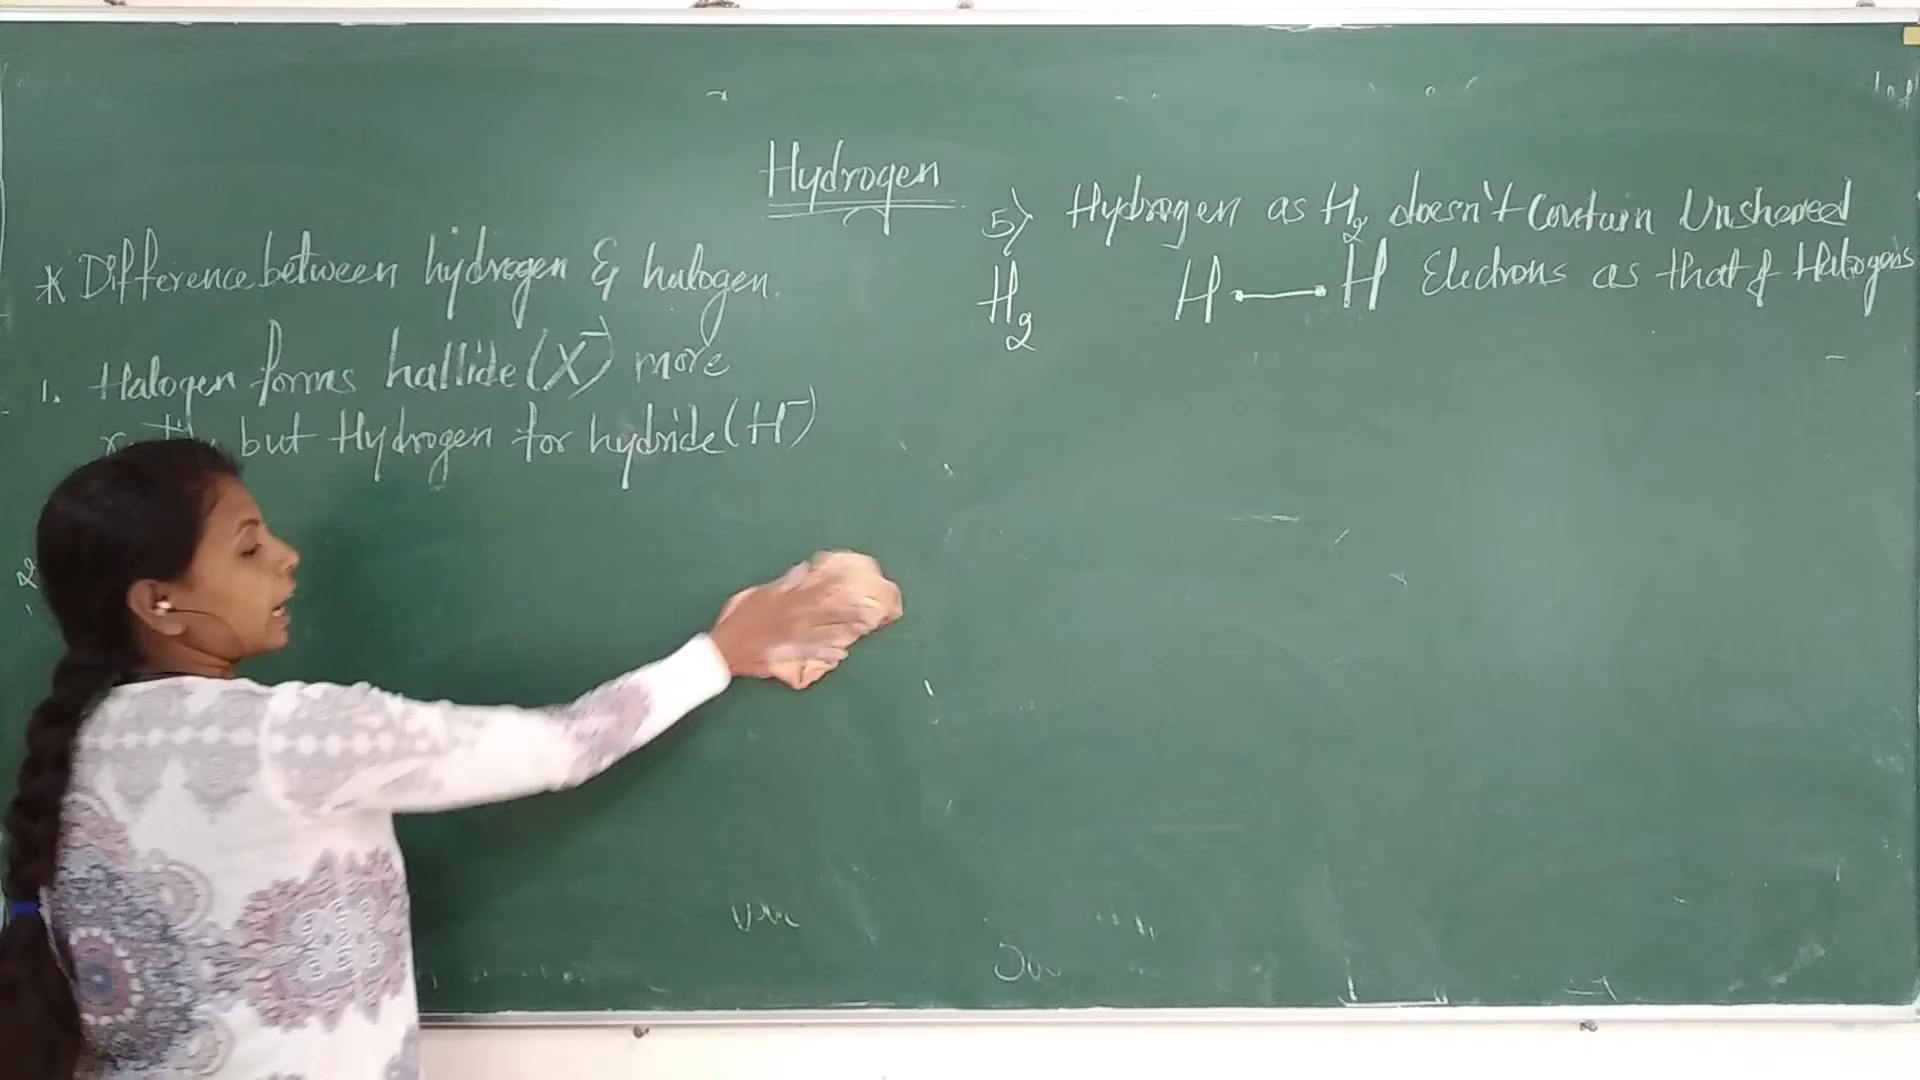 Hydrogen
* Difference between hydrogen & halogen.
1. Halogen forms hallide (X⁻) more
but Hydrogen for hydride (H⁻)
5) Hydrogen as H₂ doesn't Contain Unshared
Electrons as that of Halogens
H₂ H — H
2